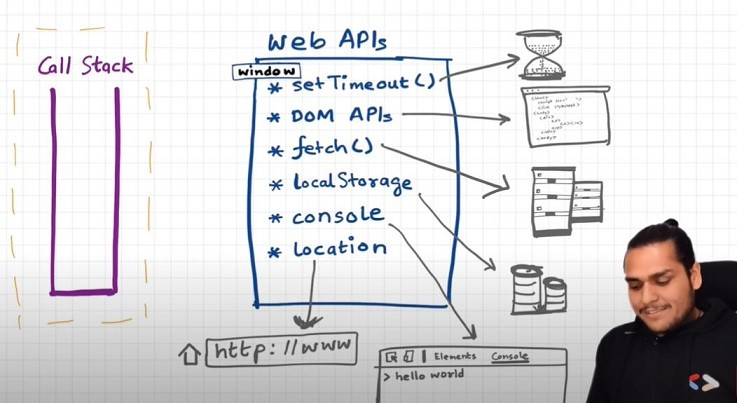 Call Stack
Web APIs
window
* setTimeout()
* DOM APIs
* fetch()
* localStorage
* console
* location
http://www
Elements Console
> hello world